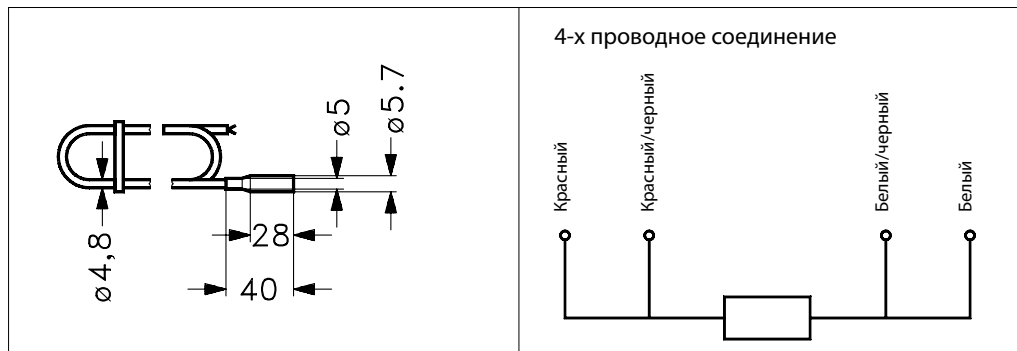 4-х проводное соединение
ø5
ø5.7
ø4,8
28
40
Красный
Красный/черный
Белый/черный
Белый